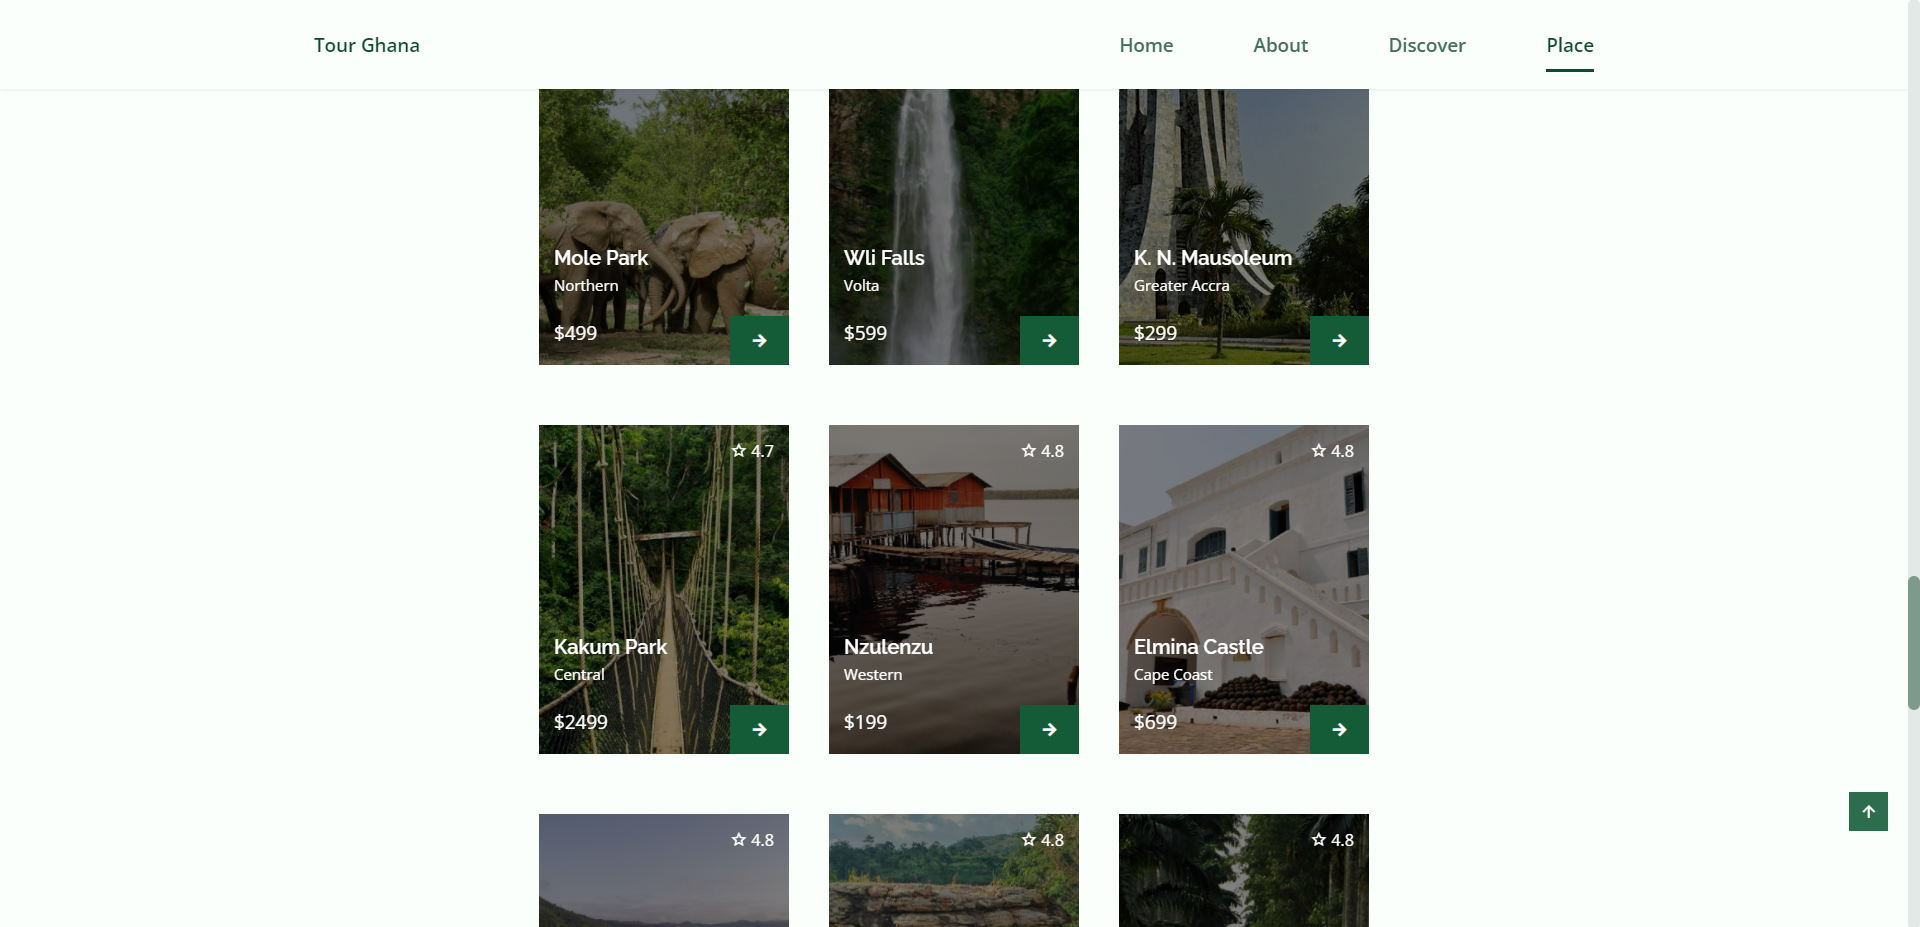 Tour Ghana
Home
About
Discover
Place
Mole Park
Northern
$499
Wli Falls
Volta
$599
K. N. Mausoleum
Greater Accra
$299
4.7
Kakum Park
Central
$2499
4.8
Nzulenzu
Western
$199
4.8
Elmina Castle
Cape Coast
$699
4.8
4.8
4.8